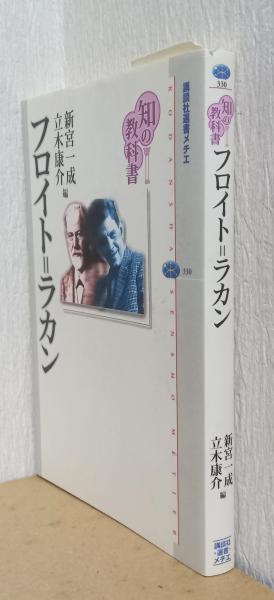 知の教科書
フロイト=ラカン
新宮一成
立木康介 編
講談社選書メチエ
KODANSHA SENSHO METIER
330
330
知の教科書
フロイト=ラカン
新宮一成
立木康介 編
講談社
選書
メチエ